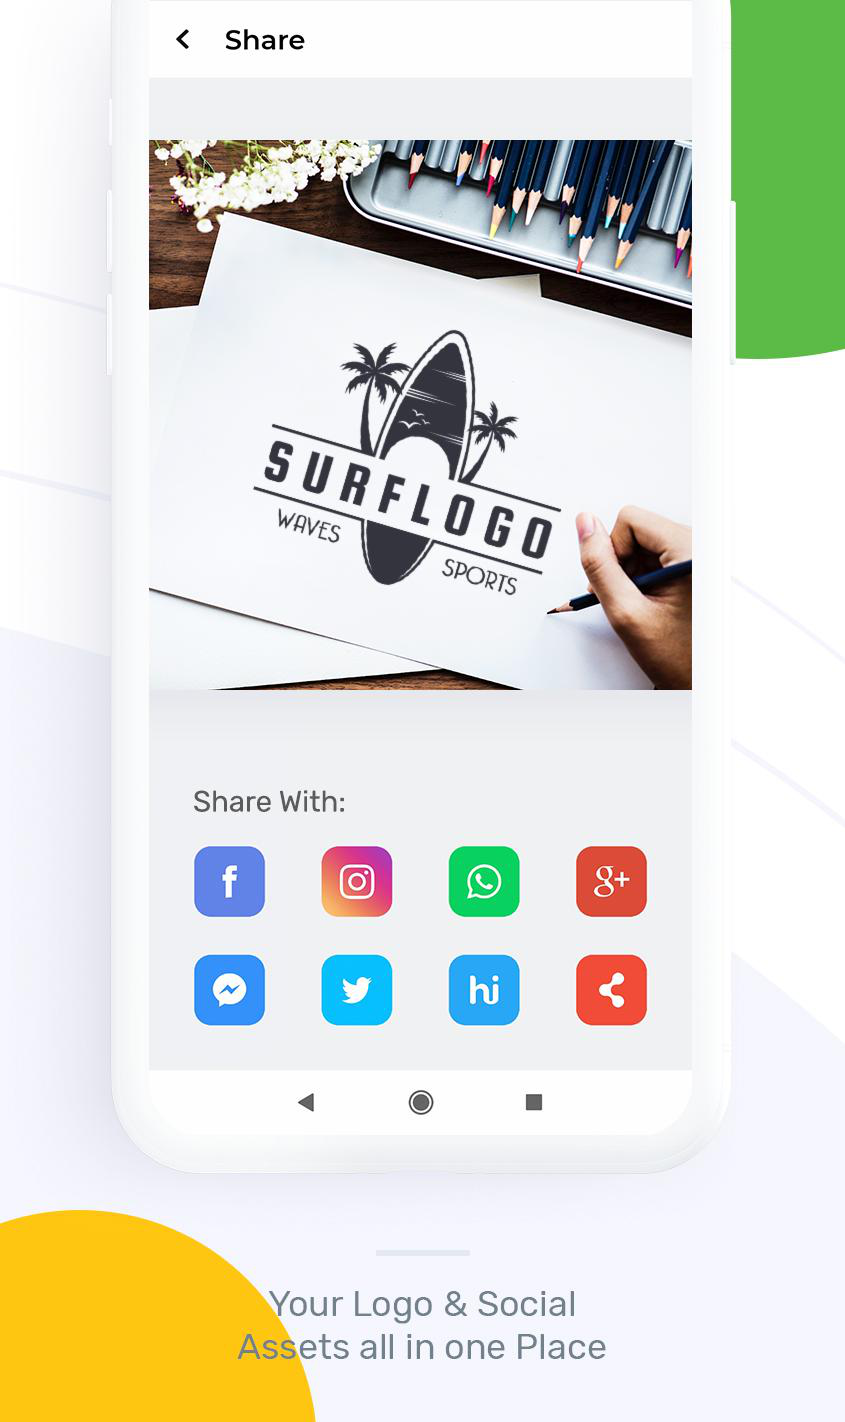 Share
SURFLOGO
WAVES
SPORTS
Share With:
f
g+
hi
Your Logo & Social
Assets all in one Place